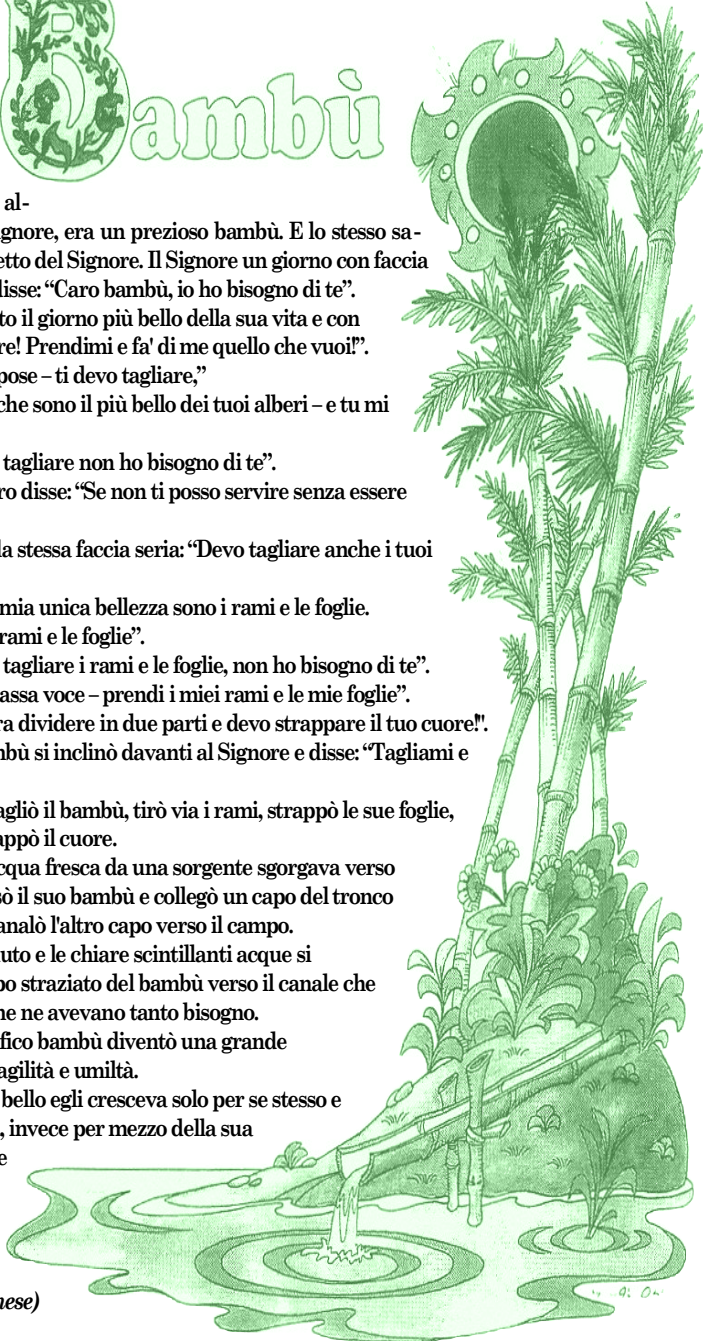 Bambù
al-
gnore, era un prezioso bambù. E lo stesso sa-
etto del Signore. Il Signore un giorno con faccia
disse: “Caro bambù, io ho bisogno di te”.
to il giorno più bello della sua vita e con
re! Prendimi e fa' di me quello che vuoi!”.
pose – ti devo tagliare,”
che sono il più bello dei tuoi alberi – e tu mi
tagliare non ho bisogno di te”.
ro disse: “Se non ti posso servire senza essere
la stessa faccia seria: “Devo tagliare anche i tuoi
mia unica bellezza sono i rami e le foglie.
rami e le foglie”.
tagliare i rami e le foglie, non ho bisogno di te”.
assa voce – prendi i miei rami e le mie foglie”.
ra dividere in due parti e devo strappare il tuo cuore!".
mbù si inclinò davanti al Signore e disse: “Tagliami e
agliò il bambù, tirò via i rami, strappò le sue foglie,
appò il cuore.
cqua fresca da una sorgente sgorgava verso
sò il suo bambù e collegò un capo del tronco
analò l'altro capo verso il campo.
uto e le chiare scintillanti acque si
po straziato del bambù verso il canale che
he ne avevano tanto bisogno.
fico bambù diventò una grande
agilità e umiltà.
bello egli cresceva solo per se stesso e
, invece per mezzo della sua
e
nese)